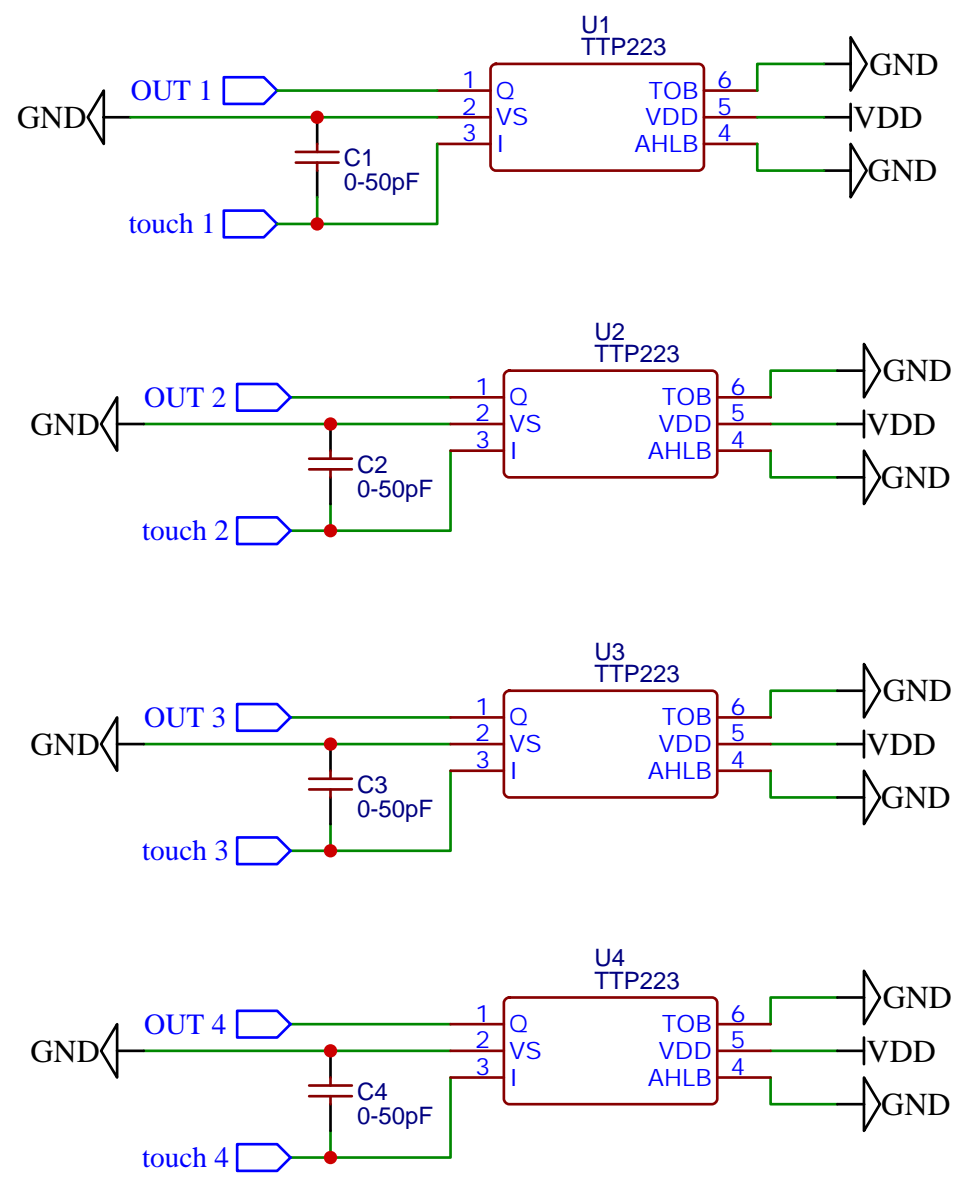 U1
TTP223
OUT 1
1
Q
TOB
6
GND
GND
2
VS
VDD
5
VDD
3
I
AHLB
4
C1
0-50pF
GND
touch 1
U2
TTP223
OUT 2
1
Q
TOB
6
GND
GND
2
VS
VDD
5
VDD
3
I
AHLB
4
C2
0-50pF
GND
touch 2
U3
TTP223
OUT 3
1
Q
TOB
6
GND
GND
2
VS
VDD
5
VDD
3
I
AHLB
4
C3
0-50pF
GND
touch 3
U4
TTP223
OUT 4
1
Q
TOB
6
GND
GND
2
VS
VDD
5
VDD
3
I
AHLB
4
C4
0-50pF
GND
touch 4